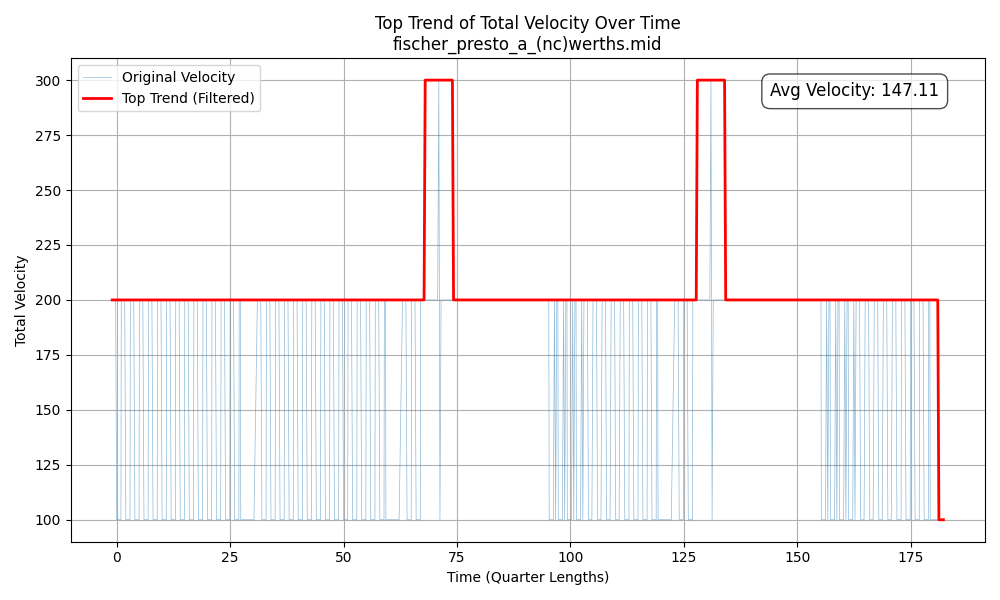 Top Trend of Total Velocity Over Time
fischer_presto_a_(nc)werths.mid
Original Velocity
Top Trend (Filtered)
Avg Velocity: 147.11
Total Velocity
300
275
250
225
200
175
150
125
100
0 25 50 75 100 125 150 175
Time (Quarter Lengths)